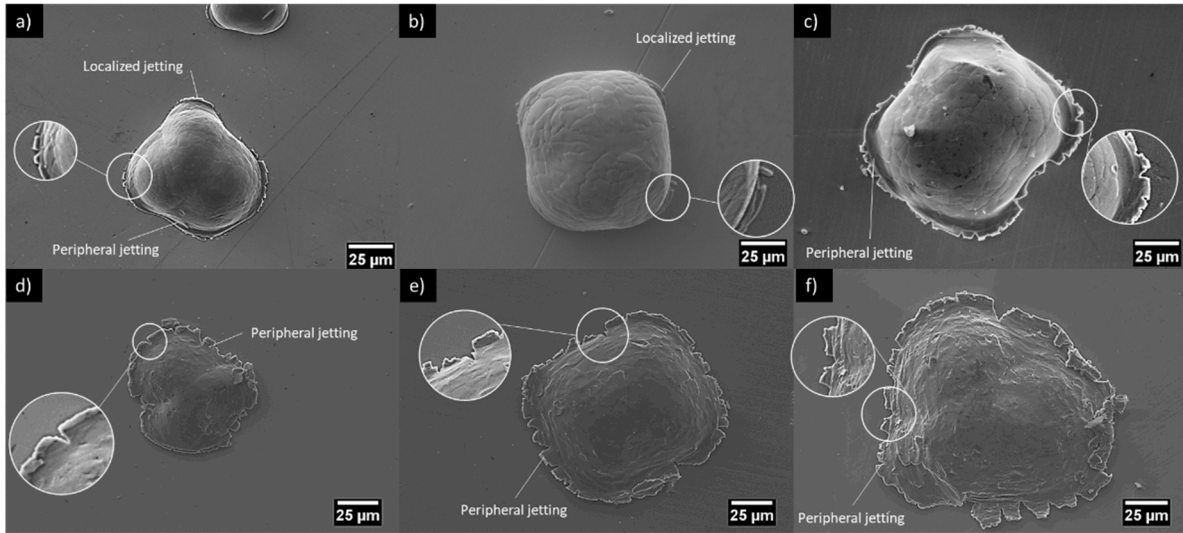 a)
Localized jetting
Peripheral jetting
25 µm
b)
Localized jetting
25 µm
c)
Peripheral jetting
25 µm
d)
Peripheral jetting
25 µm
e)
Peripheral jetting
25 µm
f)
Peripheral jetting
25 µm